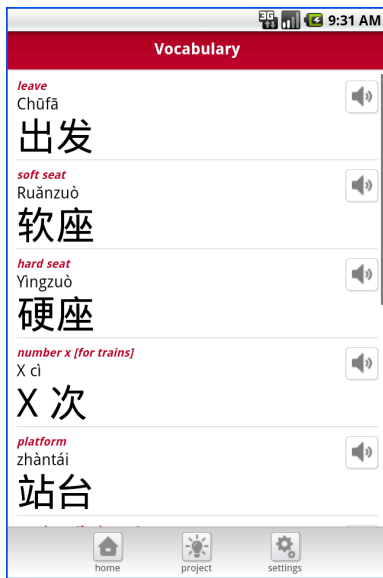 3G 9:31 AM
Vocabulary
leave
Chūfā
出发
soft seat
Ruǎnzuò
软座
hard seat
Yìngzuò
硬座
number x [for trains]
X cì
X 次
platform
zhàntái
站台
home project settings